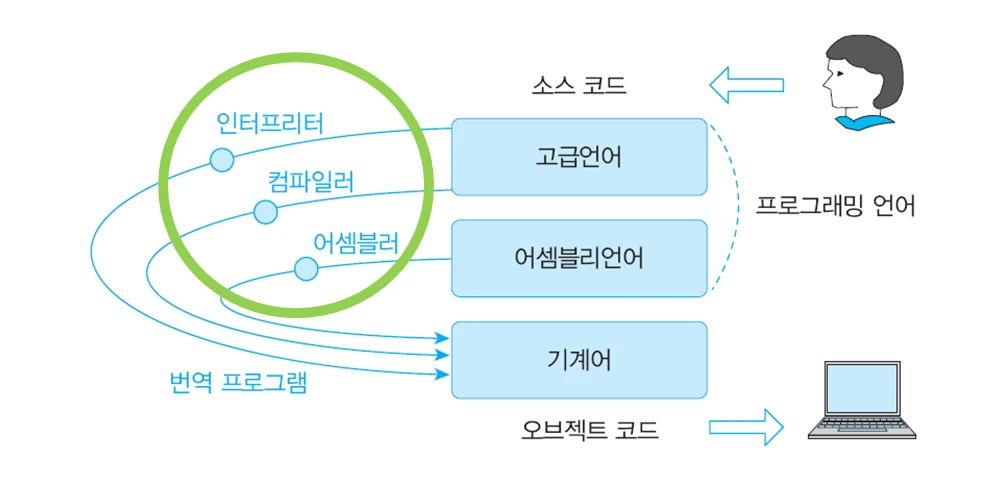 소스 코드
인터프리터
고급언어
컴파일러
프로그래밍 언어
어셈블러
어셈블리언어
기계어
번역 프로그램
오브젝트 코드